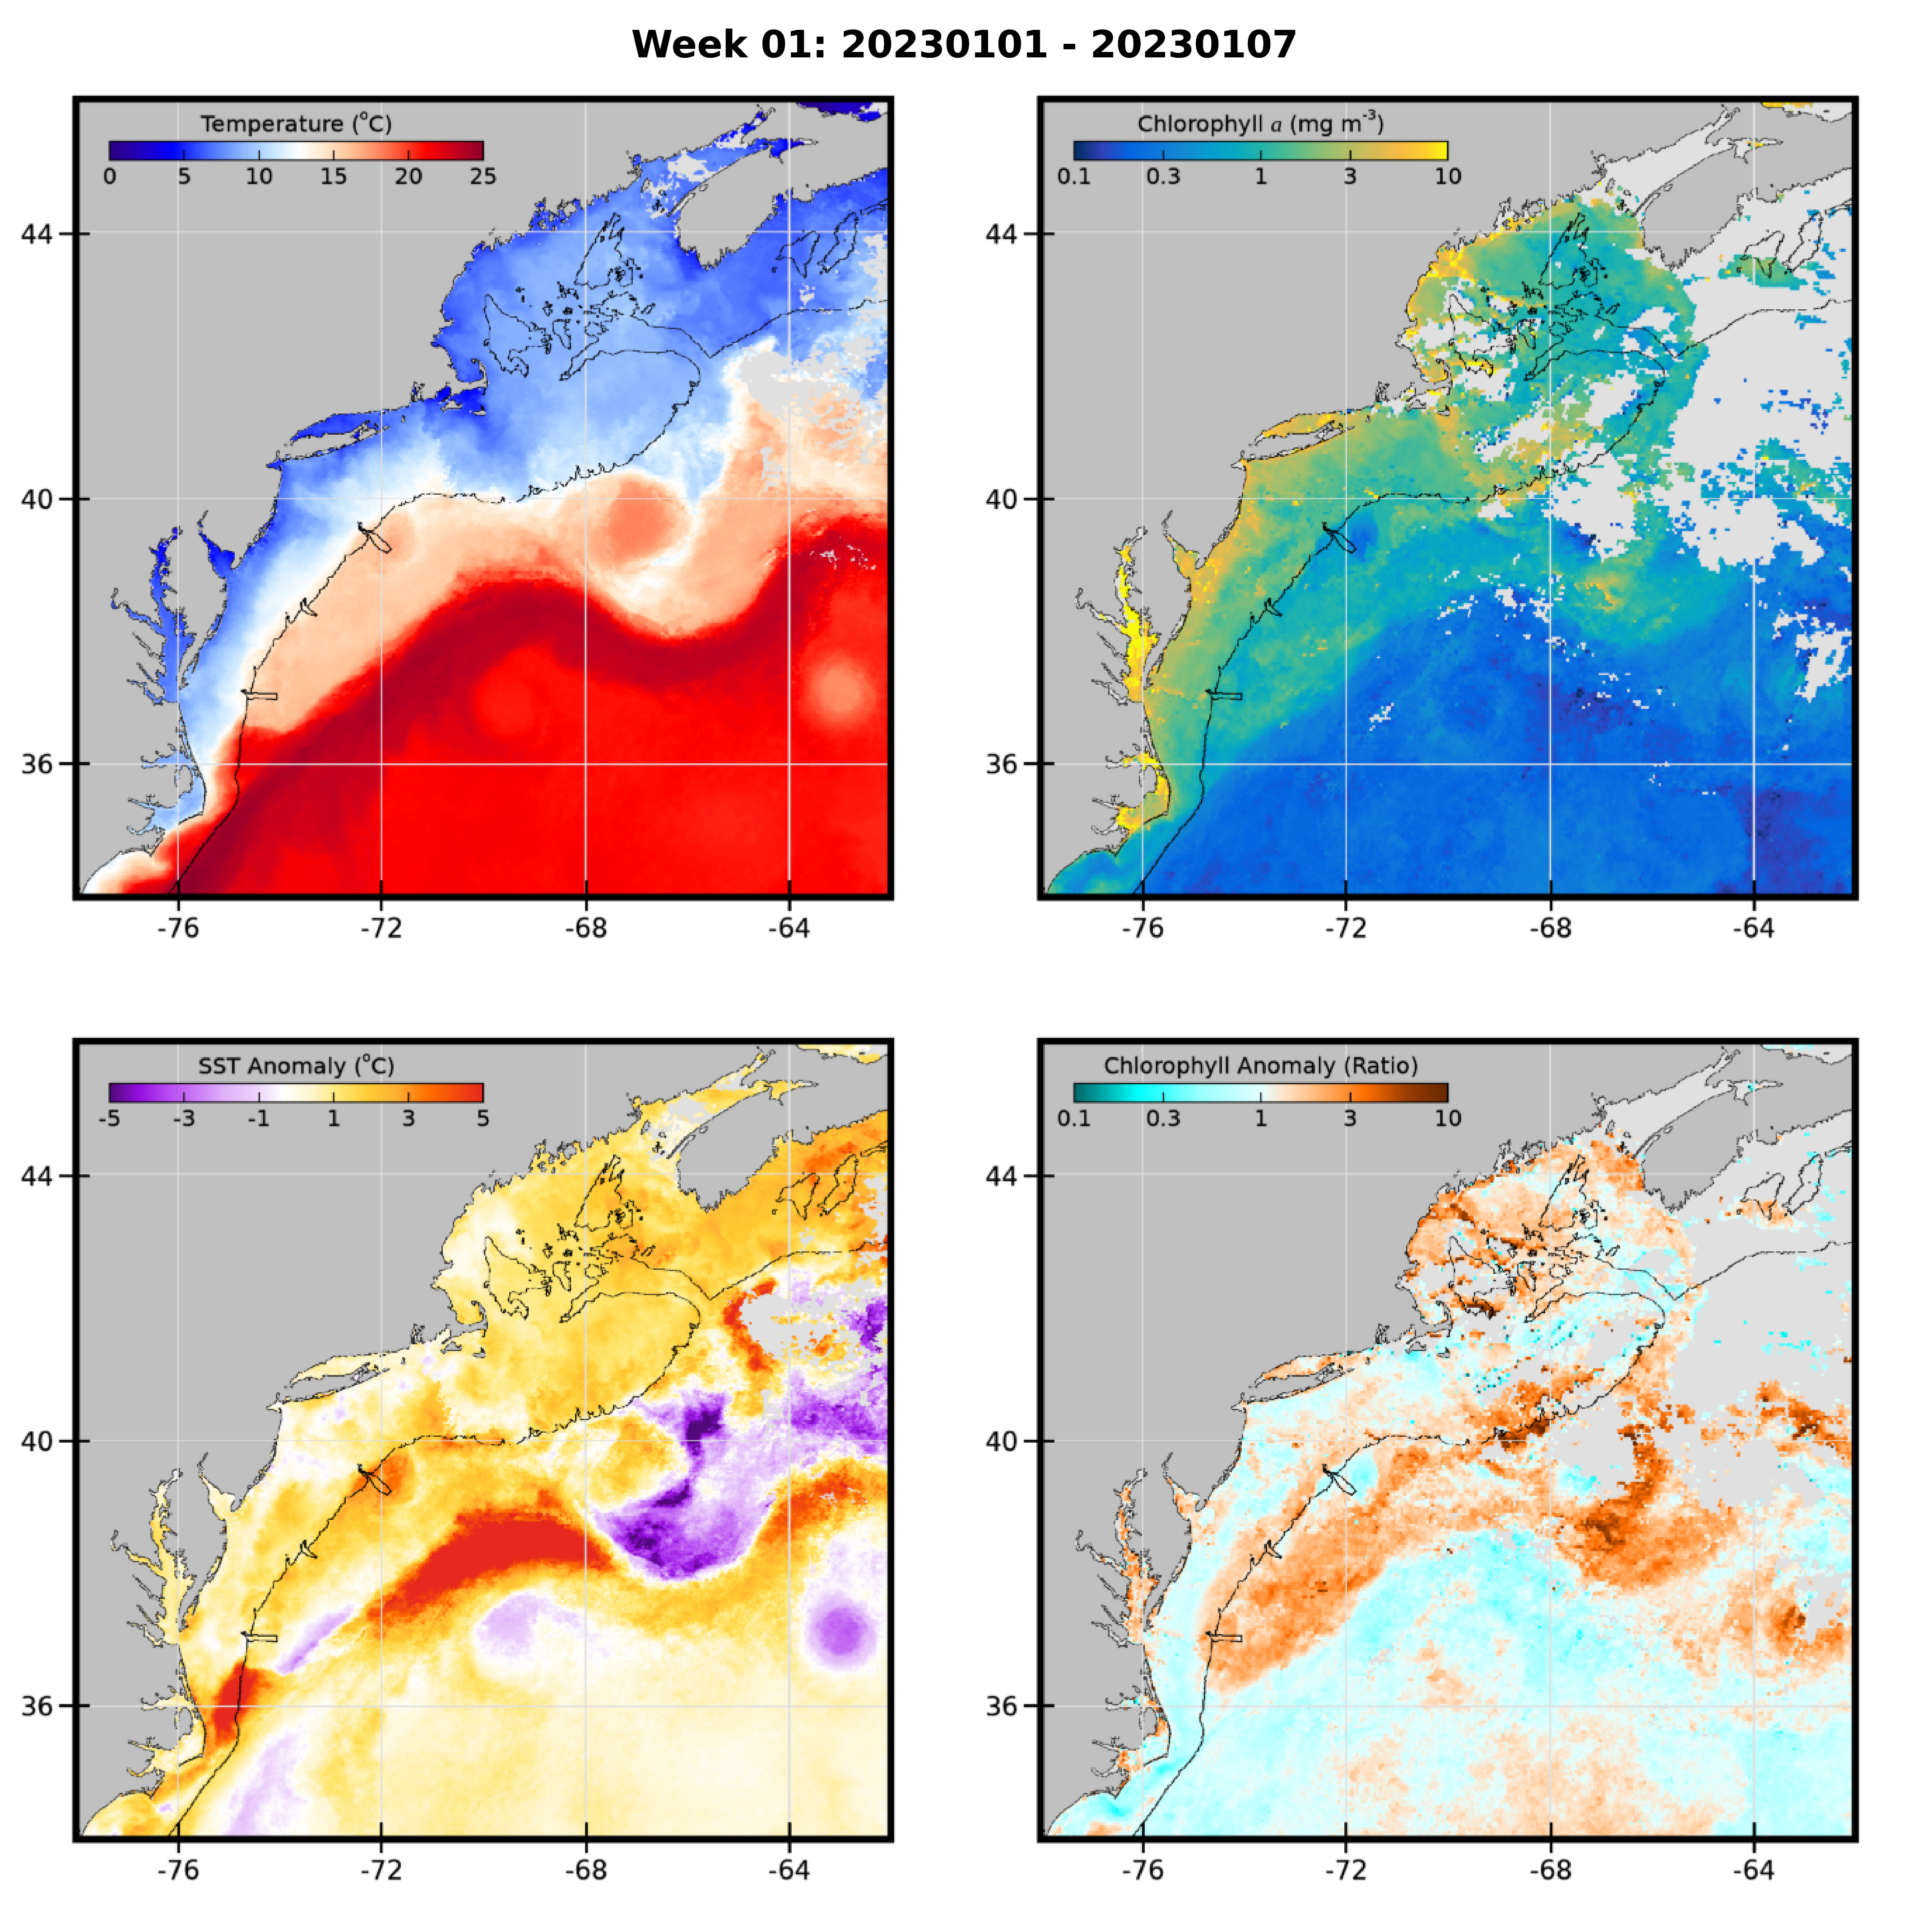 Week 01: 20230101 - 20230107
Temperature (°C)
0 5 10 15 20 25
44
40
36
-76 -72 -68 -64
Chlorophyll a (mg m⁻³)
0.1 0.3 1 3 10
44
40
36
-76 -72 -68 -64
SST Anomaly (°C)
-5 -3 -1 1 3 5
44
40
36
-76 -72 -68 -64
Chlorophyll Anomaly (Ratio)
0.1 0.3 1 3 10
44
40
36
-76 -72 -68 -64